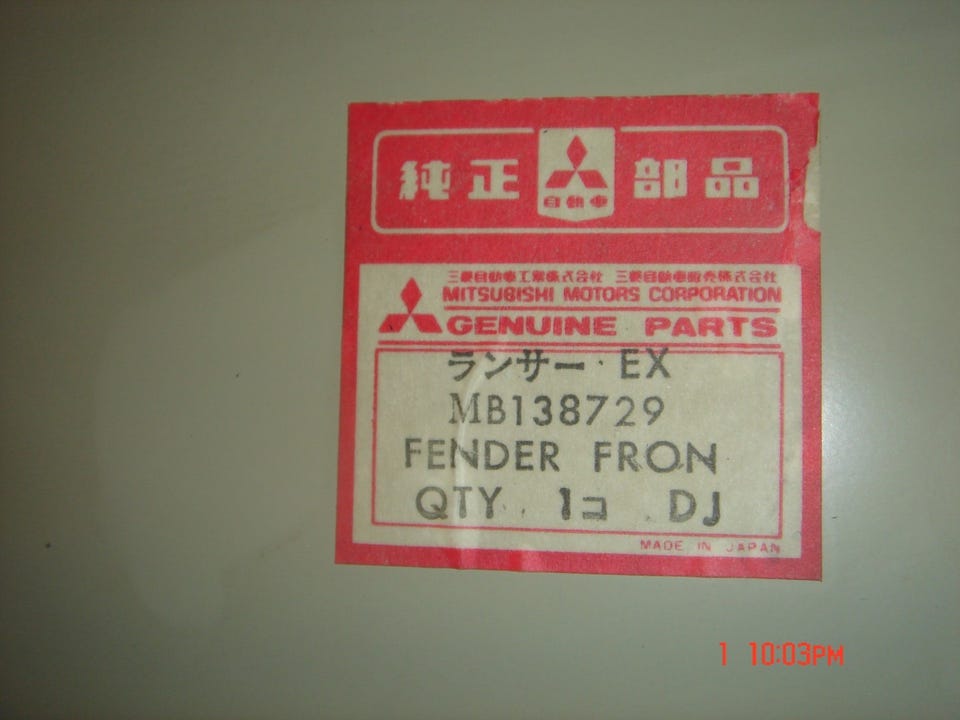 純正 部品
自動車
三菱自動車工業株式会社 三菱自動車販売株式会社
MITSUBISHI MOTORS CORPORATION
GENUINE PARTS
ランサー・EX
MB138729
FENDER FRON
QTY. 1コ DJ
MADE IN JAPAN
1 10:03PM